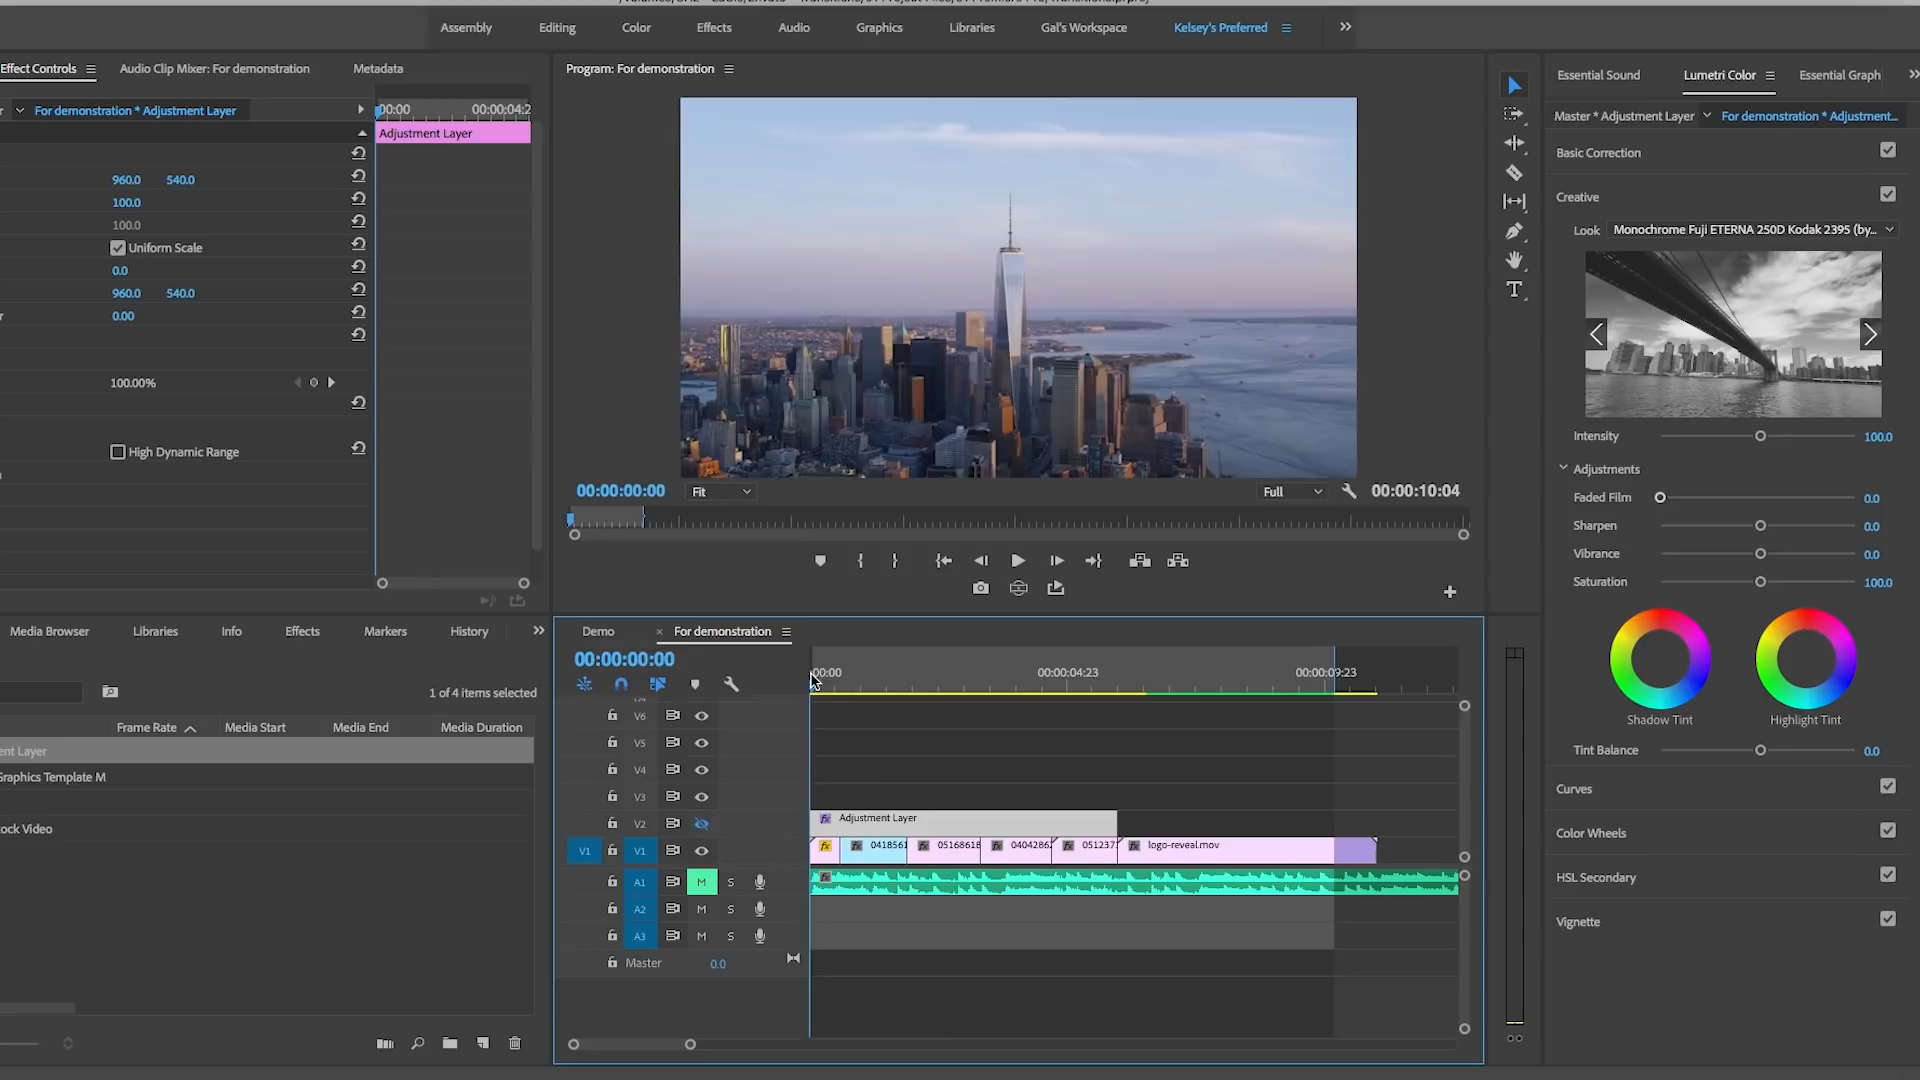 Assembly Editing Color Effects Audio Graphics Libraries Gal's Workspace Kelsey's Preferred
Effect Controls Audio Clip Mixer: For demonstration Metadata
For demonstration * Adjustment Layer
00:00 00:00:04:2
Adjustment Layer
960.0 540.0
100.0
100.0
Uniform Scale
0.0
960.0 540.0
0.00
100.00%
High Dynamic Range
Program: For demonstration
00:00:00:00 Fit Full 00:00:10:04
Essential Sound Lumetri Color Essential Graph
Master * Adjustment Layer For demonstration * Adjustment...
Basic Correction
Creative
Look Monochrome Fuji ETERNA 250D Kodak 2395 (by...
Intensity 100.0
Adjustments
Faded Film 0.0
Sharpen 0.0
Vibrance 0.0
Saturation 100.0
Shadow Tint Highlight Tint
Tint Balance 0.0
Curves
Color Wheels
HSL Secondary
Vignette
Media Browser Libraries Info Effects Markers History
1 of 4 items selected
Frame Rate Media Start Media End Media Duration
ent Layer
Graphics Template M
ock Video
Demo × For demonstration
00:00:00:00
:00:00 00:00:04:23 00:00:09:23
V6
V5
V4
V3
V2 fx Adjustment Layer
V1 V1 fx fx 0418561 fx 05168618 fx 0404286 fx 051237 fx logo-reveal.mov
A1 M S fx
A2 M S
A3 M S
Master 0.0